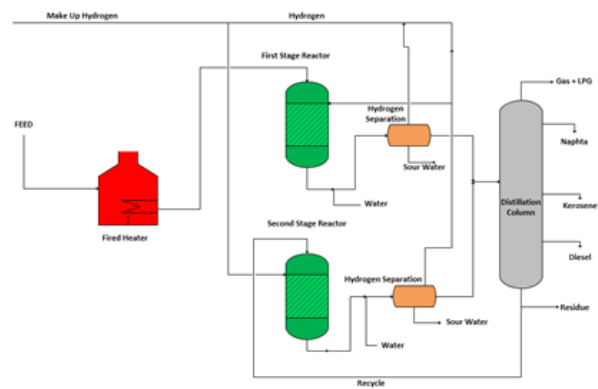 Make Up Hydrogen
Hydrogen
First Stage Reactor
Gas + LPG
FEED
Hydrogen
Separation
Naphta
Sour Water
Water
Distillation
Column
Kerosene
Fired Heater
Second Stage Reactor
Diesel
Hydrogen Separation
Residue
Sour Water
Water
Recycle